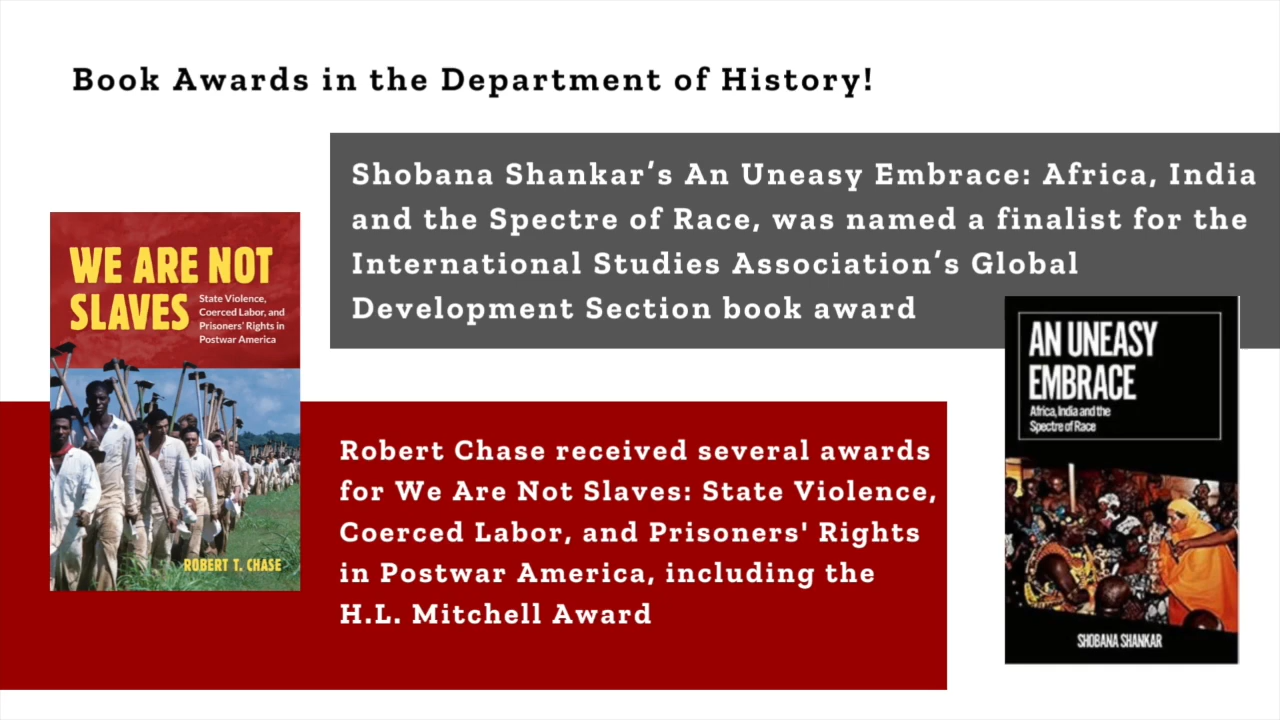 Book Awards in the Department of History!
Shobana Shankar’s An Uneasy Embrace: Africa, India
and the Spectre of Race, was named a finalist for the
International Studies Association’s Global
Development Section book award
WE ARE NOT
SLAVES
State Violence,
Coerced Labor, and
Prisoners' Rights in
Postwar America
ROBERT T. CHASE
Robert Chase received several awards
for We Are Not Slaves: State Violence,
Coerced Labor, and Prisoners' Rights
in Postwar America, including the
H.L. Mitchell Award
AN UNEASY
EMBRACE
Africa, India and the
Spectre of Race
SHOBANA SHANKAR